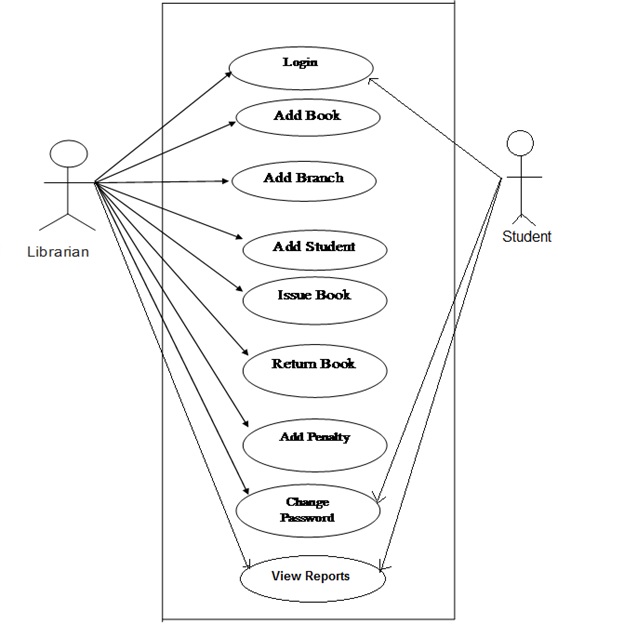 Login
Add Book
Add Branch
Librarian
Student
Add Student
Issue Book
Return Book
Add Penalty
Change
Password
View Reports